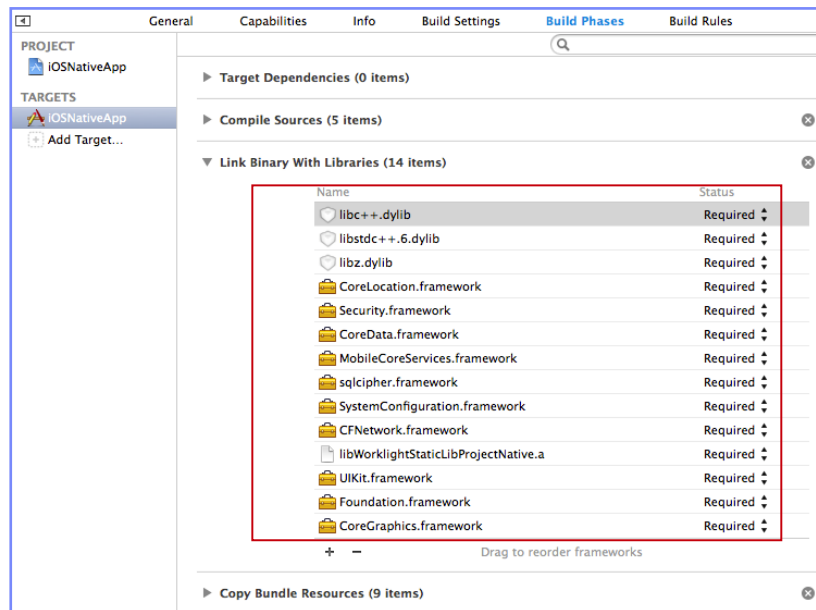 General Capabilities Info Build Settings Build Phases Build Rules
PROJECT
iOSNativeApp
TARGETS
iOSNativeApp
Add Target...
Target Dependencies (0 items)
Compile Sources (5 items)
Link Binary With Libraries (14 items)
Name Status
libc++.dylib Required
libstdc++.6.dylib Required
libz.dylib Required
CoreLocation.framework Required
Security.framework Required
CoreData.framework Required
MobileCoreServices.framework Required
sqlcipher.framework Required
SystemConfiguration.framework Required
CFNetwork.framework Required
libWorklightStaticLibProjectNative.a Required
UIKit.framework Required
Foundation.framework Required
CoreGraphics.framework Required
+ − Drag to reorder frameworks
Copy Bundle Resources (9 items)